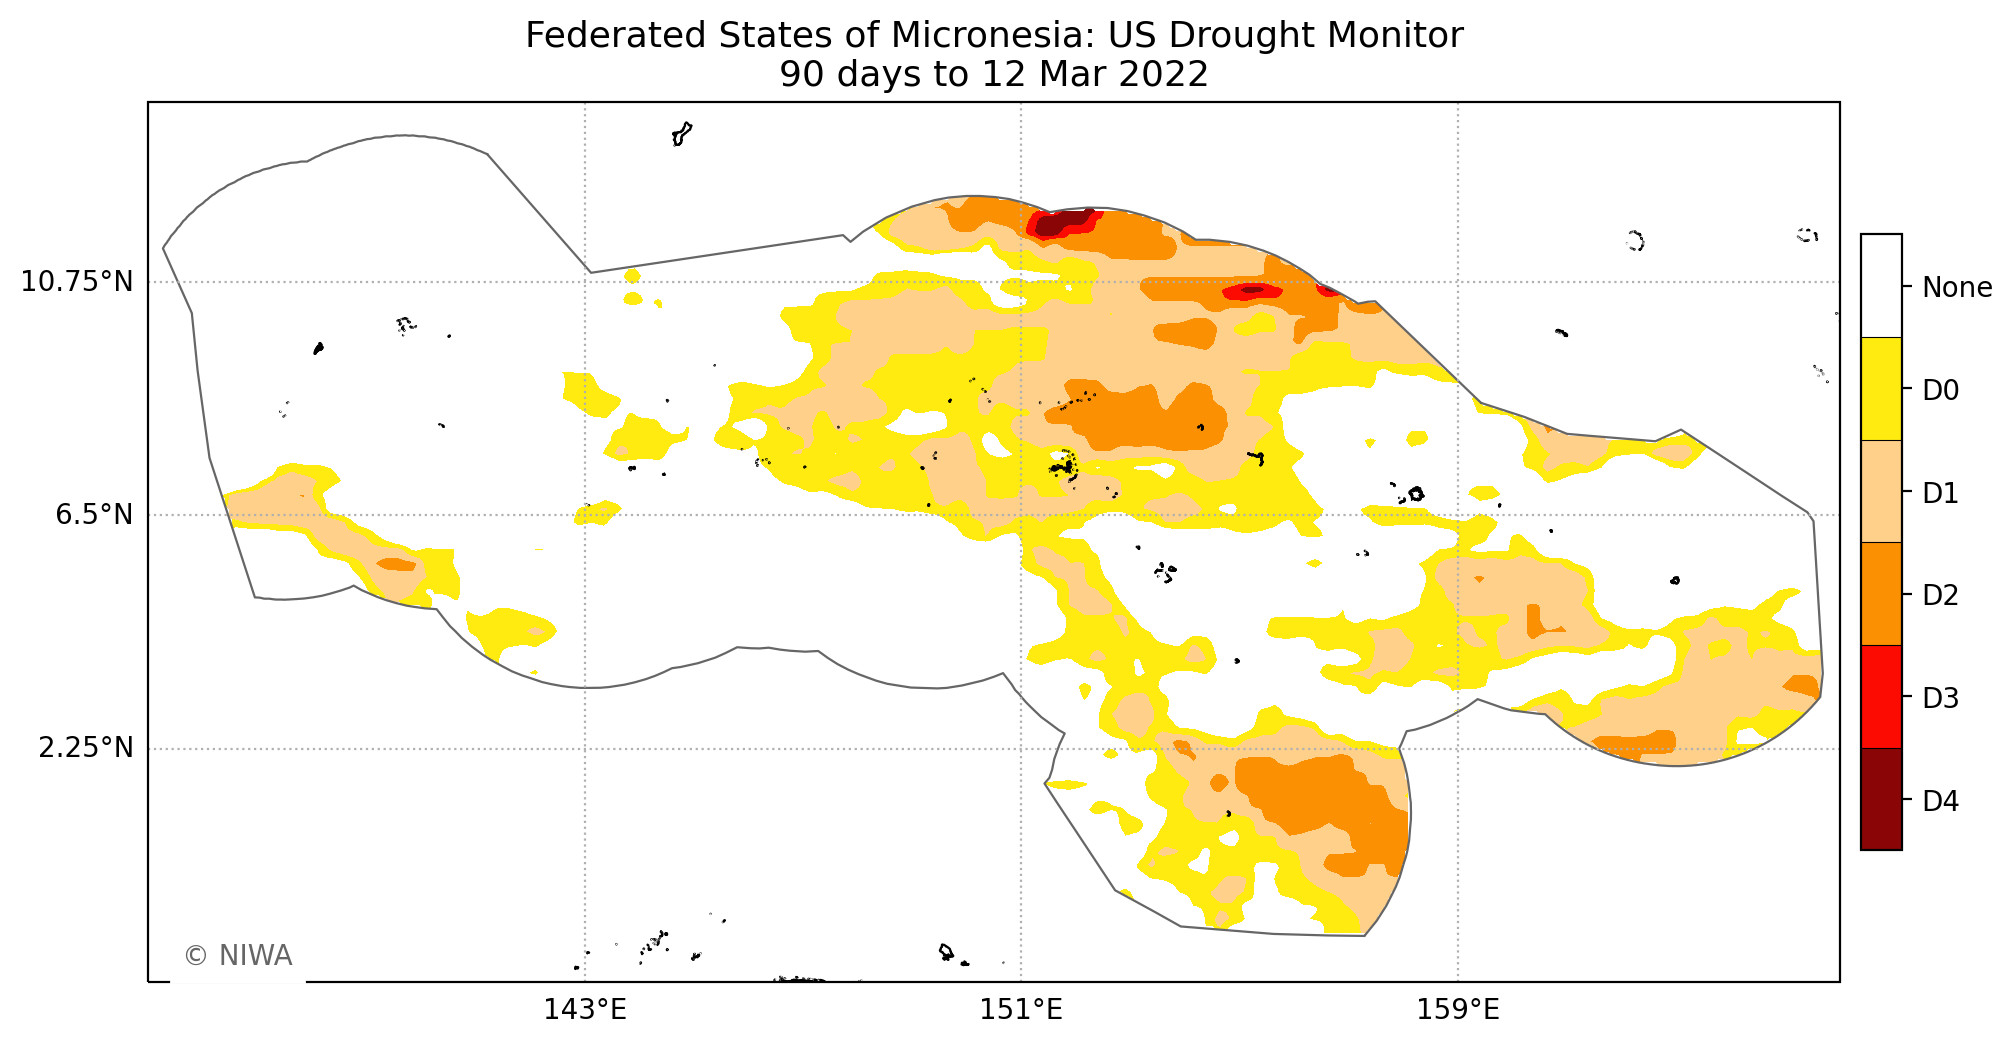 Federated States of Micronesia: US Drought Monitor
90 days to 12 Mar 2022
10.75°N
6.5°N
2.25°N
143°E
151°E
159°E
None
D0
D1
D2
D3
D4
© NIWA